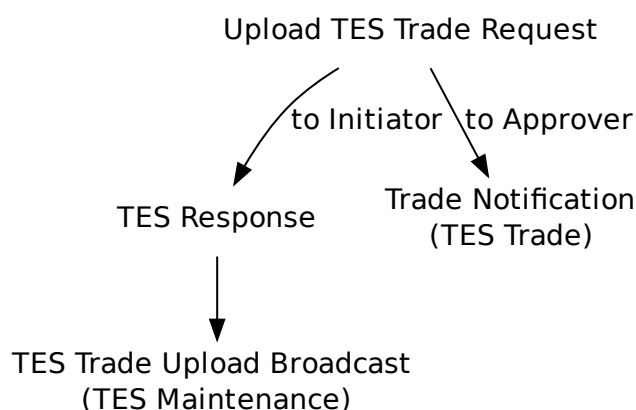 Upload TES Trade Request
to Initiator
to Approver
TES Response
Trade Notification
(TES Trade)
TES Trade Upload Broadcast
(TES Maintenance)